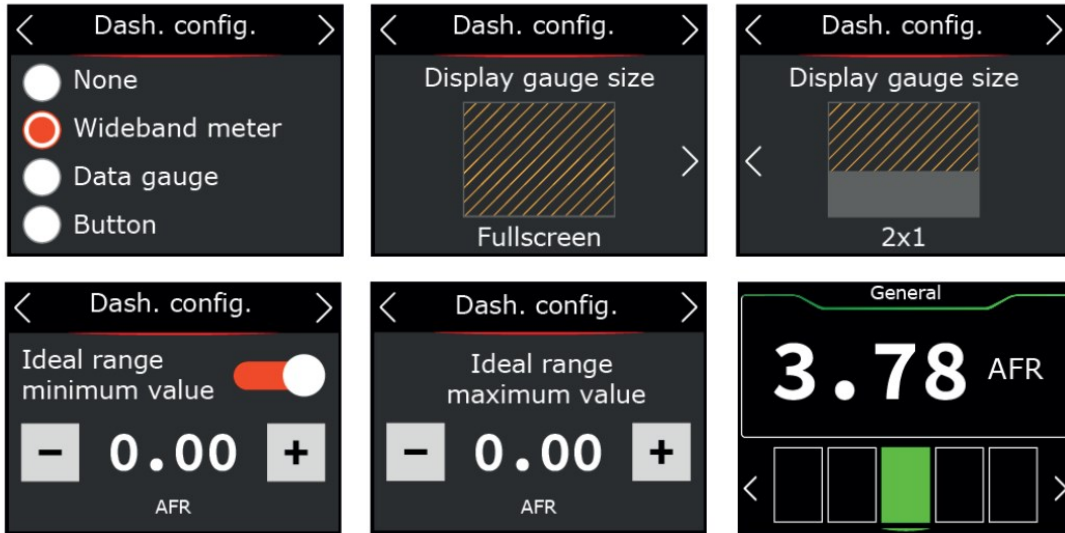 Dash. config.
None
Wideband meter
Data gauge
Button
Dash. config.
Display gauge size
Fullscreen
Dash. config.
Display gauge size
2x1
Dash. config.
Ideal range
minimum value
- 0.00 +
AFR
Dash. config.
Ideal range
maximum value
- 0.00 +
AFR
General
3.78 AFR